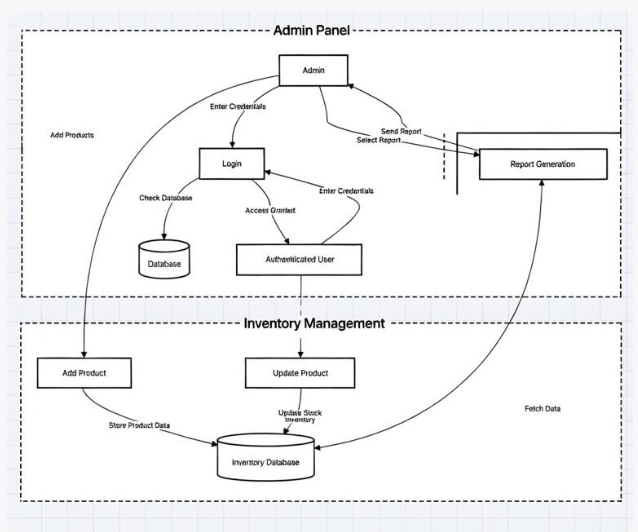 Admin Panel
Admin
Enter Credentials
Add Products
Send Report
Select Report
Report Generation
Login
Enter Credentials
Check Database
Access Granted
Database
Authenticated User
Inventory Management
Add Product
Update Product
Fetch Data
Update Stock
Inventory
Store Product Data
Inventory Database